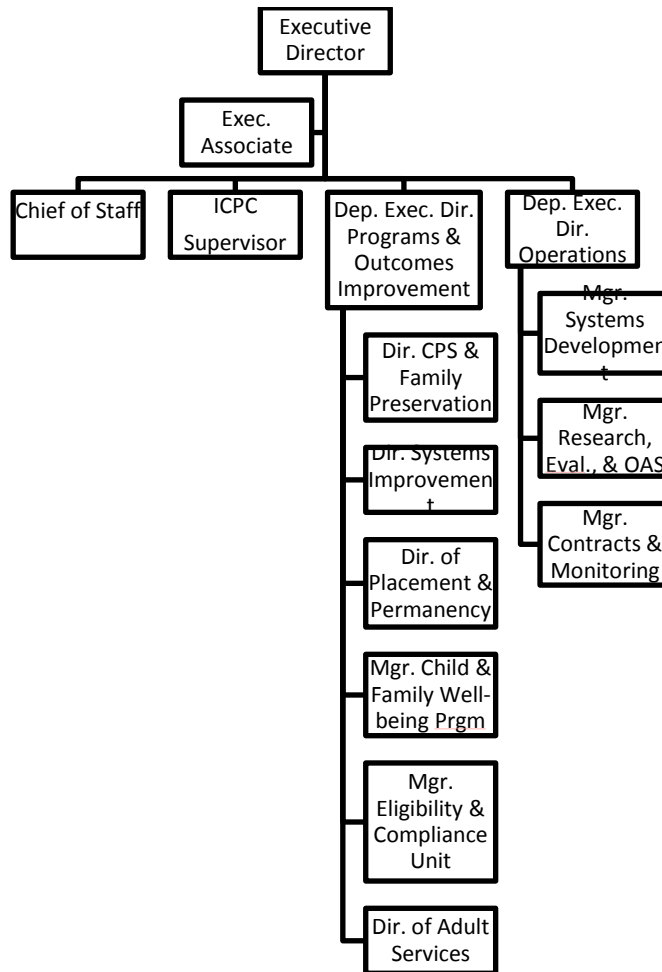 Executive
Director
Exec.
Associate
Chief of Staff
ICPC
Supervisor
Dep. Exec. Dir.
Programs &
Outcomes
Improvement
Dep. Exec.
Dir.
Operations
Dir. CPS &
Family
Preservation
Dir. Systems
Improvemen
t
Dir. of
Placement &
Permanency
Mgr. Child &
Family Well-
being Prgm
Mgr.
Eligibility &
Compliance
Unit
Dir. of Adult
Services
Mgr.
Systems
Developmen
t
Mgr.
Research,
Eval., & OAS
Mgr.
Contracts &
Monitoring